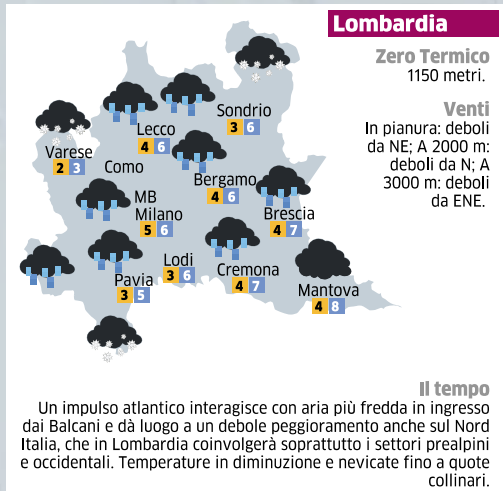 Lombardia
Zero Termico
1150 metri.
Venti
In pianura: deboli
da NE; A 2000 m:
deboli da N; A
3000 m: deboli
da ENE.
Sondrio
3 6
Lecco
4 6
Varese
2 3
Como
Bergamo
4 6
MB
Milano
5 6
Brescia
4 7
Lodi
3 6
Pavia
3 5
Cremona
4 7
Mantova
4 8
Il tempo
Un impulso atlantico interagisce con aria più fredda in ingresso
dai Balcani e dà luogo a un debole peggioramento anche sul Nord
Italia, che in Lombardia coinvolgerà soprattutto i settori prealpini
e occidentali. Temperature in diminuzione e nevicate fino a quote
collinari.